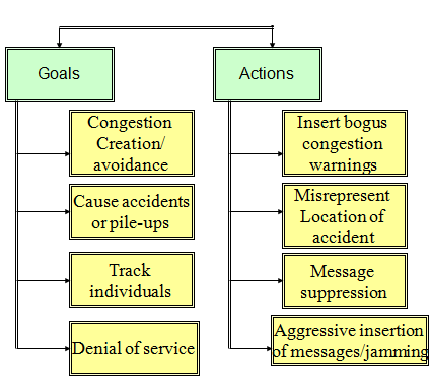 Goals
Actions
Congestion
Creation/
avoidance
Insert bogus
congestion
warnings
Cause accidents
or pile-ups
Misrepresent
Location of
accident
Track
individuals
Message
suppression
Denial of service
Aggressive insertion
of messages/jamming